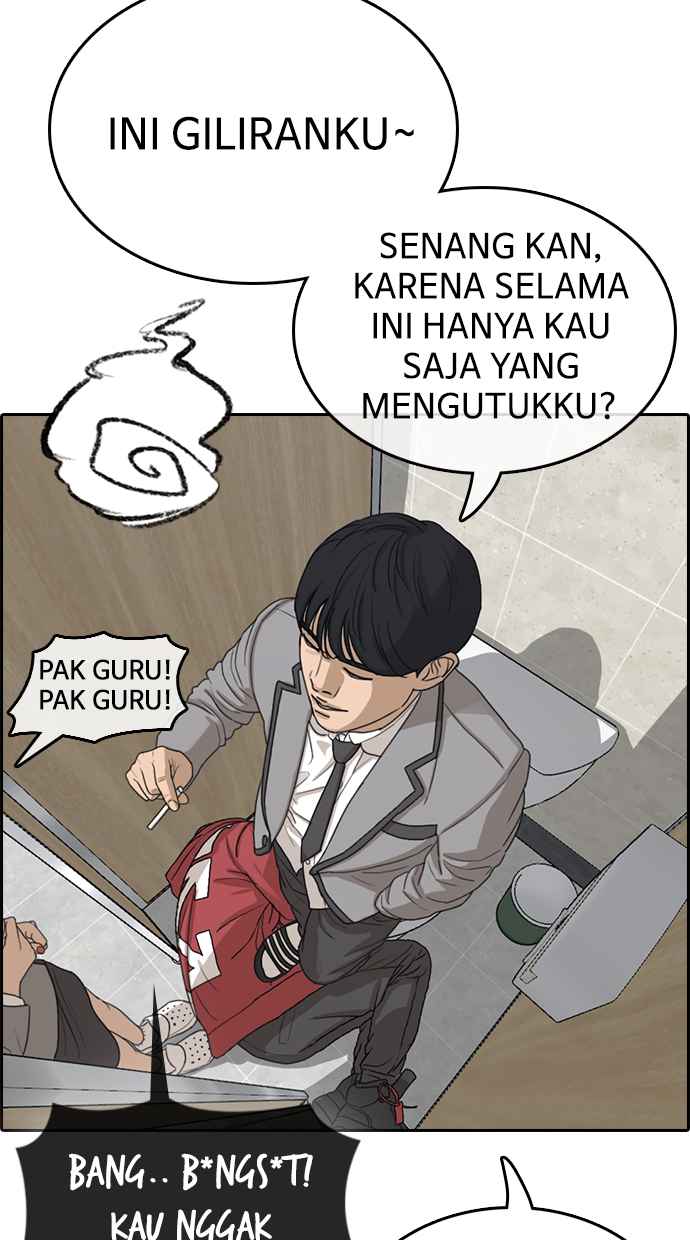 INI GILIRANKU~
SENANG KAN,
KARENA SELAMA
INI HANYA KAU
SAJA YANG
MENGUTUKKU?
PAK GURU!
PAK GURU!
BANG.. B*NGS*T!
KAU NGGAK